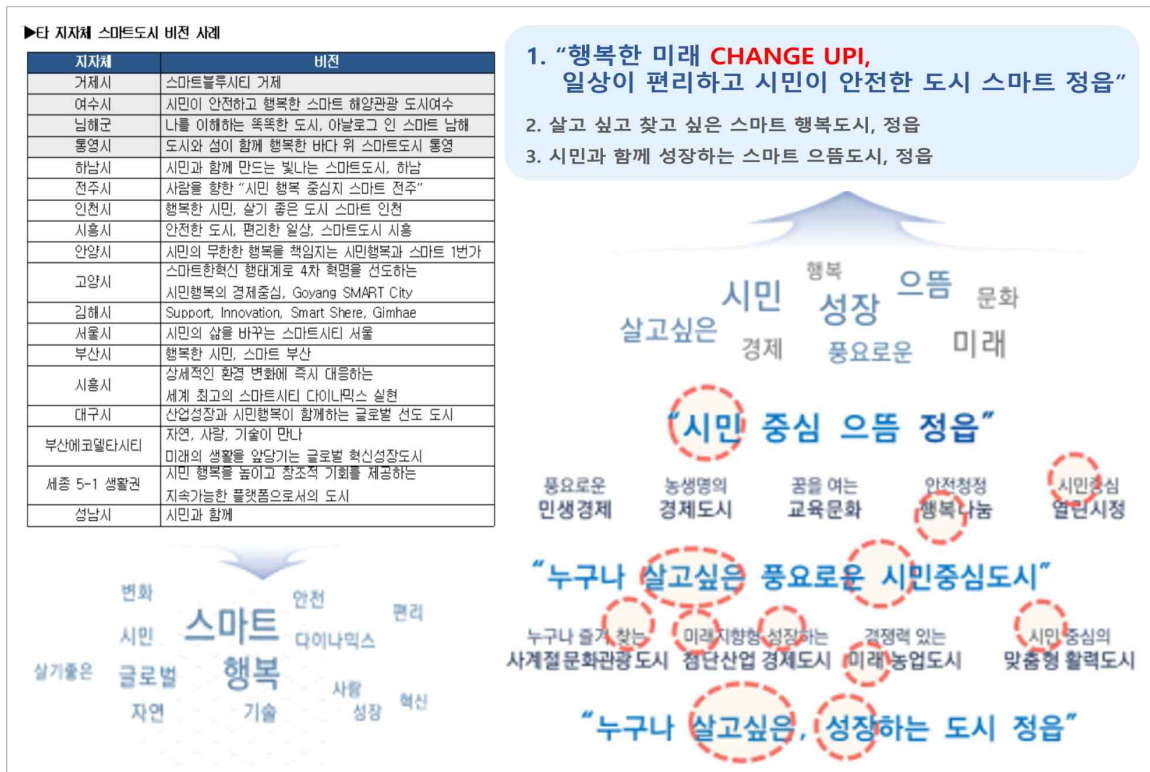 ▶타 지자체 스마트도시 비전 사례
지자체 비전
거제시 스마트블루시티 거제
여수시 시민이 안전하고 행복한 스마트 해양관광 도시여수
남해군 나를 이해하는 똑똑한 도시, 아날로그 인 스마트 남해
통영시 도시와 섬이 함께 행복한 바다 위 스마트도시 통영
하남시 시민과 함께 만드는 빛나는 스마트도시, 하남
전주시 사람을 향한 “시민 행복 중심지 스마트 전주”
인천시 행복한 시민, 살기 좋은 도시 스마트 인천
시흥시 안전한 도시, 편리한 일상, 스마트도시 시흥
안양시 시민의 무한한 행복을 책임지는 시민행복과 스마트 1번가
고양시 스마트한혁신 행태계로 4차 혁명을 선도하는
시민행복의 경제중심, Goyang SMART City
김해시 Support, Innovation, Smart Shere, Gimhae
서울시 시민의 삶을 바꾸는 스마트시티 서울
부산시 행복한 시민, 스마트 부산
시흥시 상세적인 환경 변화에 즉시 대응하는
세계 최고의 스마트시티 다이나믹스 실현
대구시 산업성장과 시민행복이 함께하는 글로벌 선도 도시
부산에코델타시티 자연, 사람, 기술이 만나
미래의 생활을 앞당기는 글로벌 혁신성장도시
세종 5-1 생활권 시민 행복을 높이고 창조적 기회를 제공하는
지속가능한 플랫폼으로서의 도시
성남시 시민과 함께
변화
스마트
안전
편리
시민
다이나믹스
살기좋은
글로벌
행복
사람
혁신
자연
기술
성장
1. “행복한 미래 CHANGE UP!,
일상이 편리하고 시민이 안전한 도시 스마트 정읍”
2. 살고 싶고 찾고 싶은 스마트 행복도시, 정읍
3. 시민과 함께 성장하는 스마트 으뜸도시, 정읍
행복
시민
성장
으뜸
문화
살고싶은
경제
풍요로운
미래
“시민 중심 으뜸 정읍”
풍요로운 농생명의 꿈을 여는 안전청정 시민중심
민생경제 경제도시 교육문화 행복나눔 열린시정
“누구나 살고싶은 풍요로운 시민중심도시”
누구나 즐겨 찾는 미래지향형 성장하는 경쟁력 있는 시민 중심의
사계절문화관광도시 첨단산업 경제도시 미래 농업도시 맞춤형 활력도시
“누구나 살고싶은, 성장하는 도시 정읍”